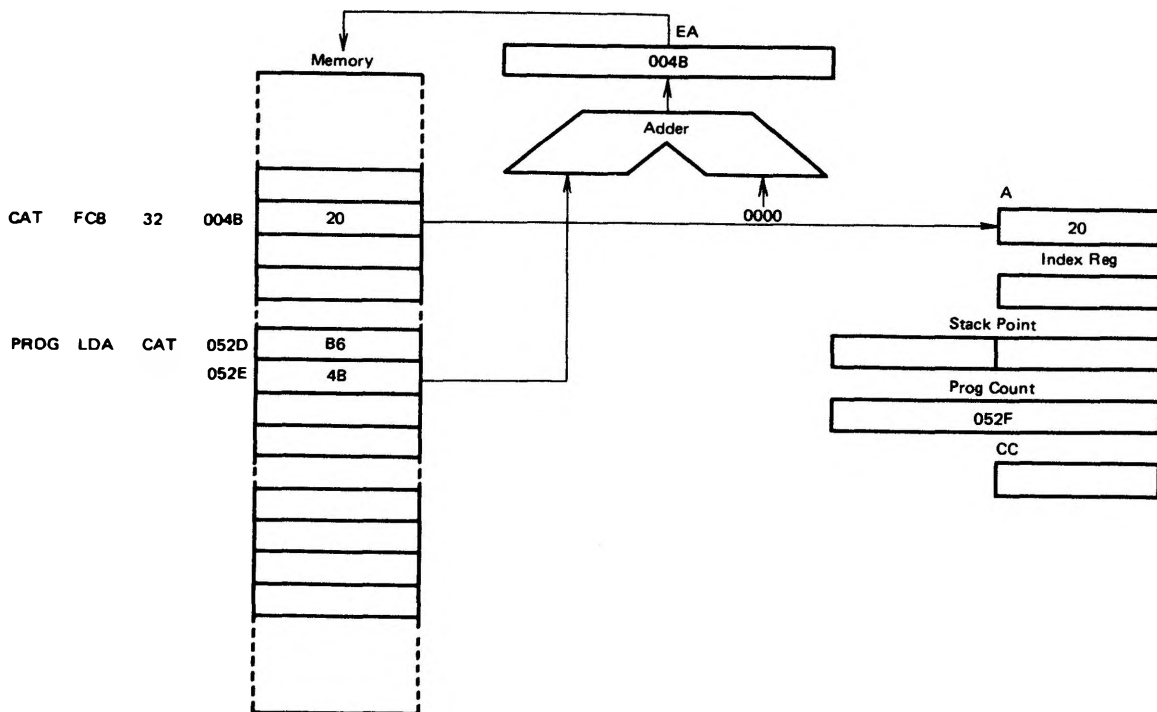 EA
Memory
004B
Adder
A
CAT FCB 32 004B 20 0000 20
Index Reg
Stack Point
PROG LDA CAT 052D B6
052E 4B
Prog Count
052F
CC